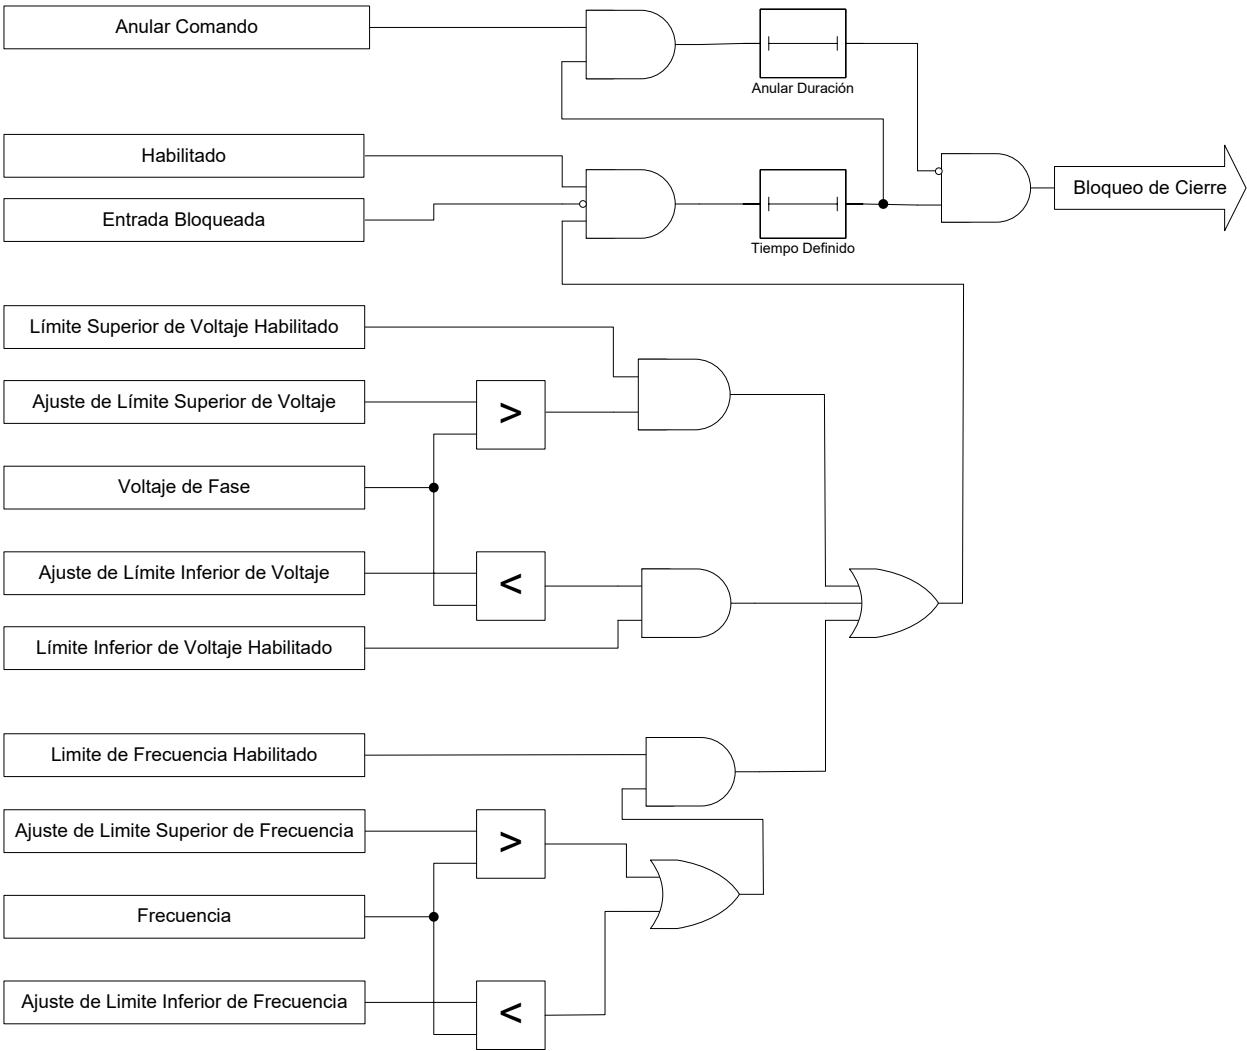 Anular Comando
Anular Duración
Habilitado
Bloqueo de Cierre
Entrada Bloqueada
Tiempo Definido
Límite Superior de Voltaje Habilitado
Ajuste de Límite Superior de Voltaje
>
Voltaje de Fase
Ajuste de Límite Inferior de Voltaje
<
Límite Inferior de Voltaje Habilitado
Limite de Frecuencia Habilitado
Ajuste de Limite Superior de Frecuencia
>
Frecuencia
Ajuste de Limite Inferior de Frecuencia
<